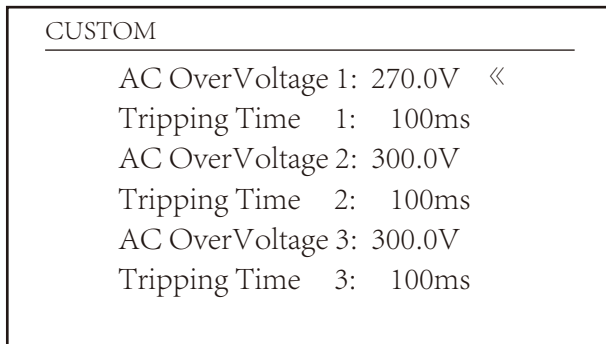 CUSTOM
AC OverVoltage 1: 270.0V «
Tripping Time 1: 100ms
AC OverVoltage 2: 300.0V
Tripping Time 2: 100ms
AC OverVoltage 3: 300.0V
Tripping Time 3: 100ms